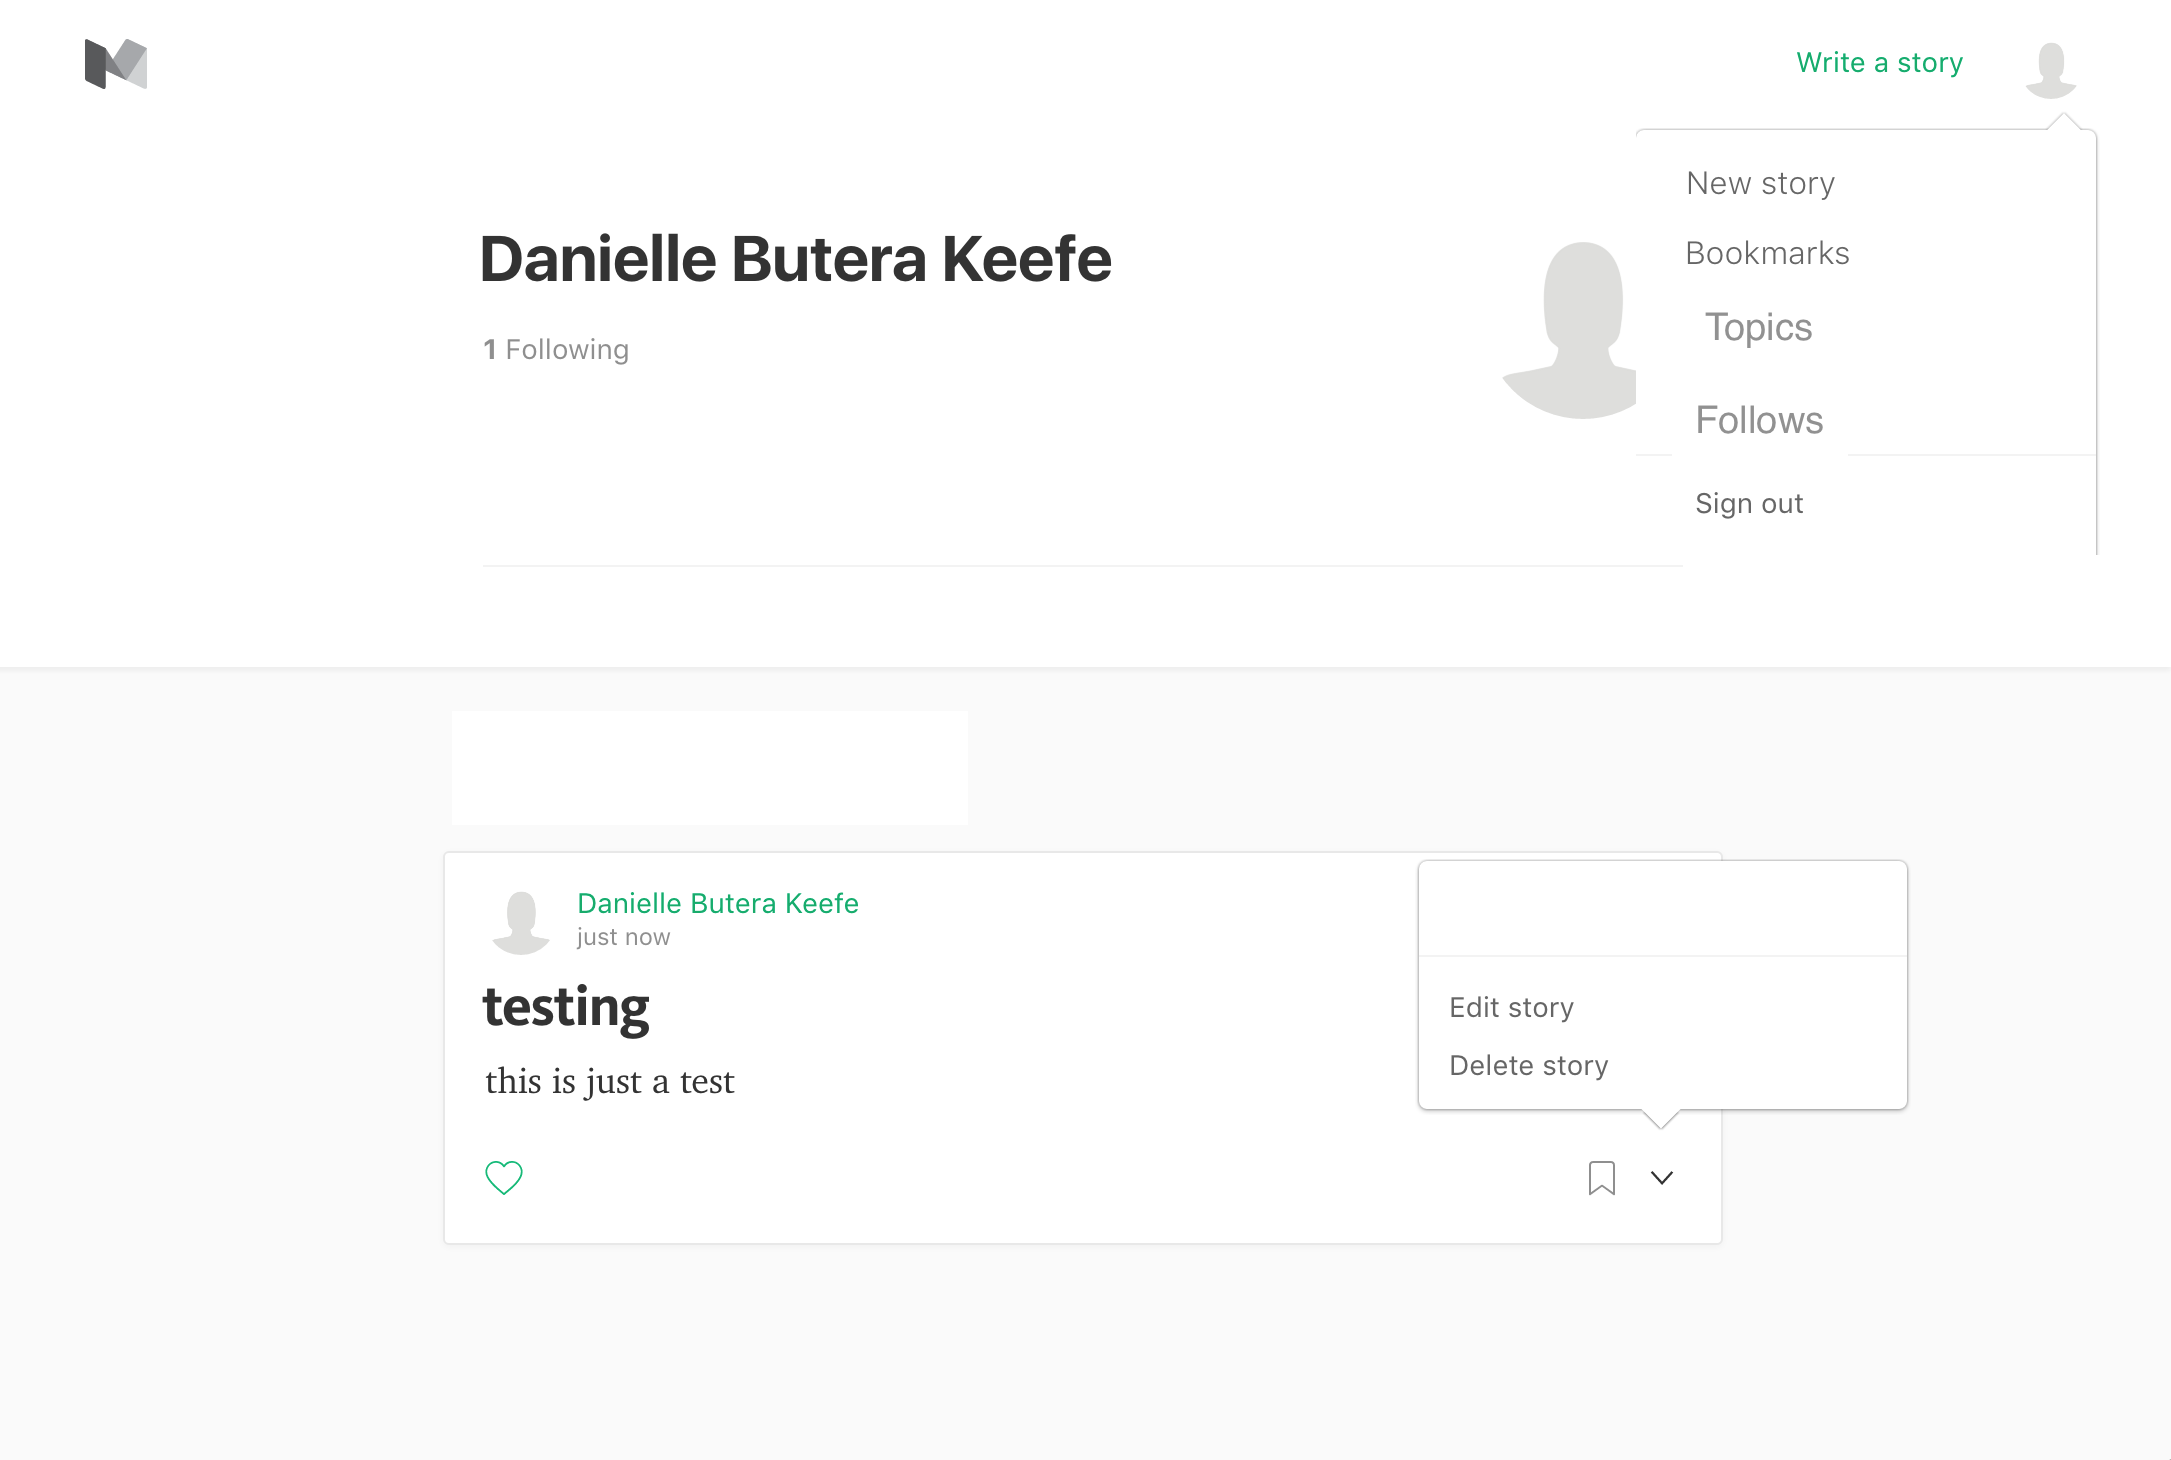 Write a story
New story
Bookmarks
Topics
Follows
Sign out
Danielle Butera Keefe
1 Following
Danielle Butera Keefe
just now
testing
this is just a test
Edit story
Delete story